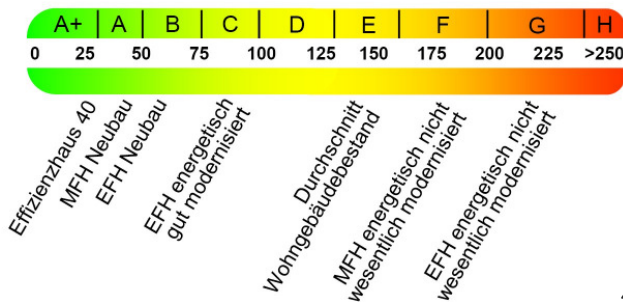 A+ A B C D E F G H
0 25 50 75 100 125 150 175 200 225 >250
Effizienzhaus 40
MFH Neubau
EFH Neubau
EFH energetisch
gut modernisiert
Durchschnitt
Wohngebäudebestand
MFH energetisch nicht
wesentlich modernisiert
EFH energetisch nicht
wesentlich modernisiert